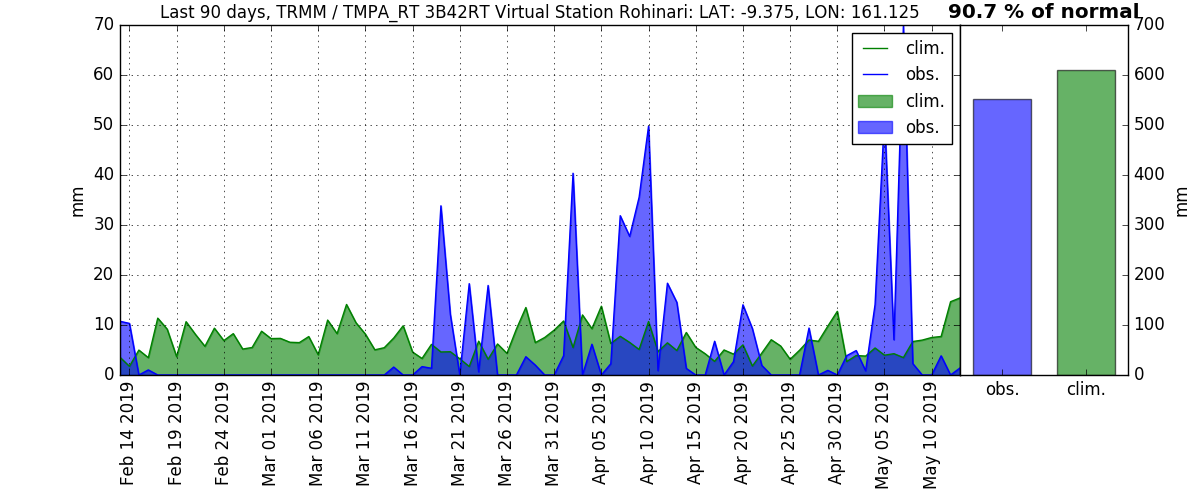 Last 90 days, TRMM / TMPA_RT 3B42RT Virtual Station Rohinari: LAT: -9.375, LON: 161.125
90.7 % of normal
70
60
50
40
30
20
10
0
mm
clim.
obs.
clim.
obs.
Feb 14 2019
Feb 19 2019
Feb 24 2019
Mar 01 2019
Mar 06 2019
Mar 11 2019
Mar 16 2019
Mar 21 2019
Mar 26 2019
Mar 31 2019
Apr 05 2019
Apr 10 2019
Apr 15 2019
Apr 20 2019
Apr 25 2019
Apr 30 2019
May 05 2019
May 10 2019
obs.
clim.
700
600
500
400
300
200
100
0
mm